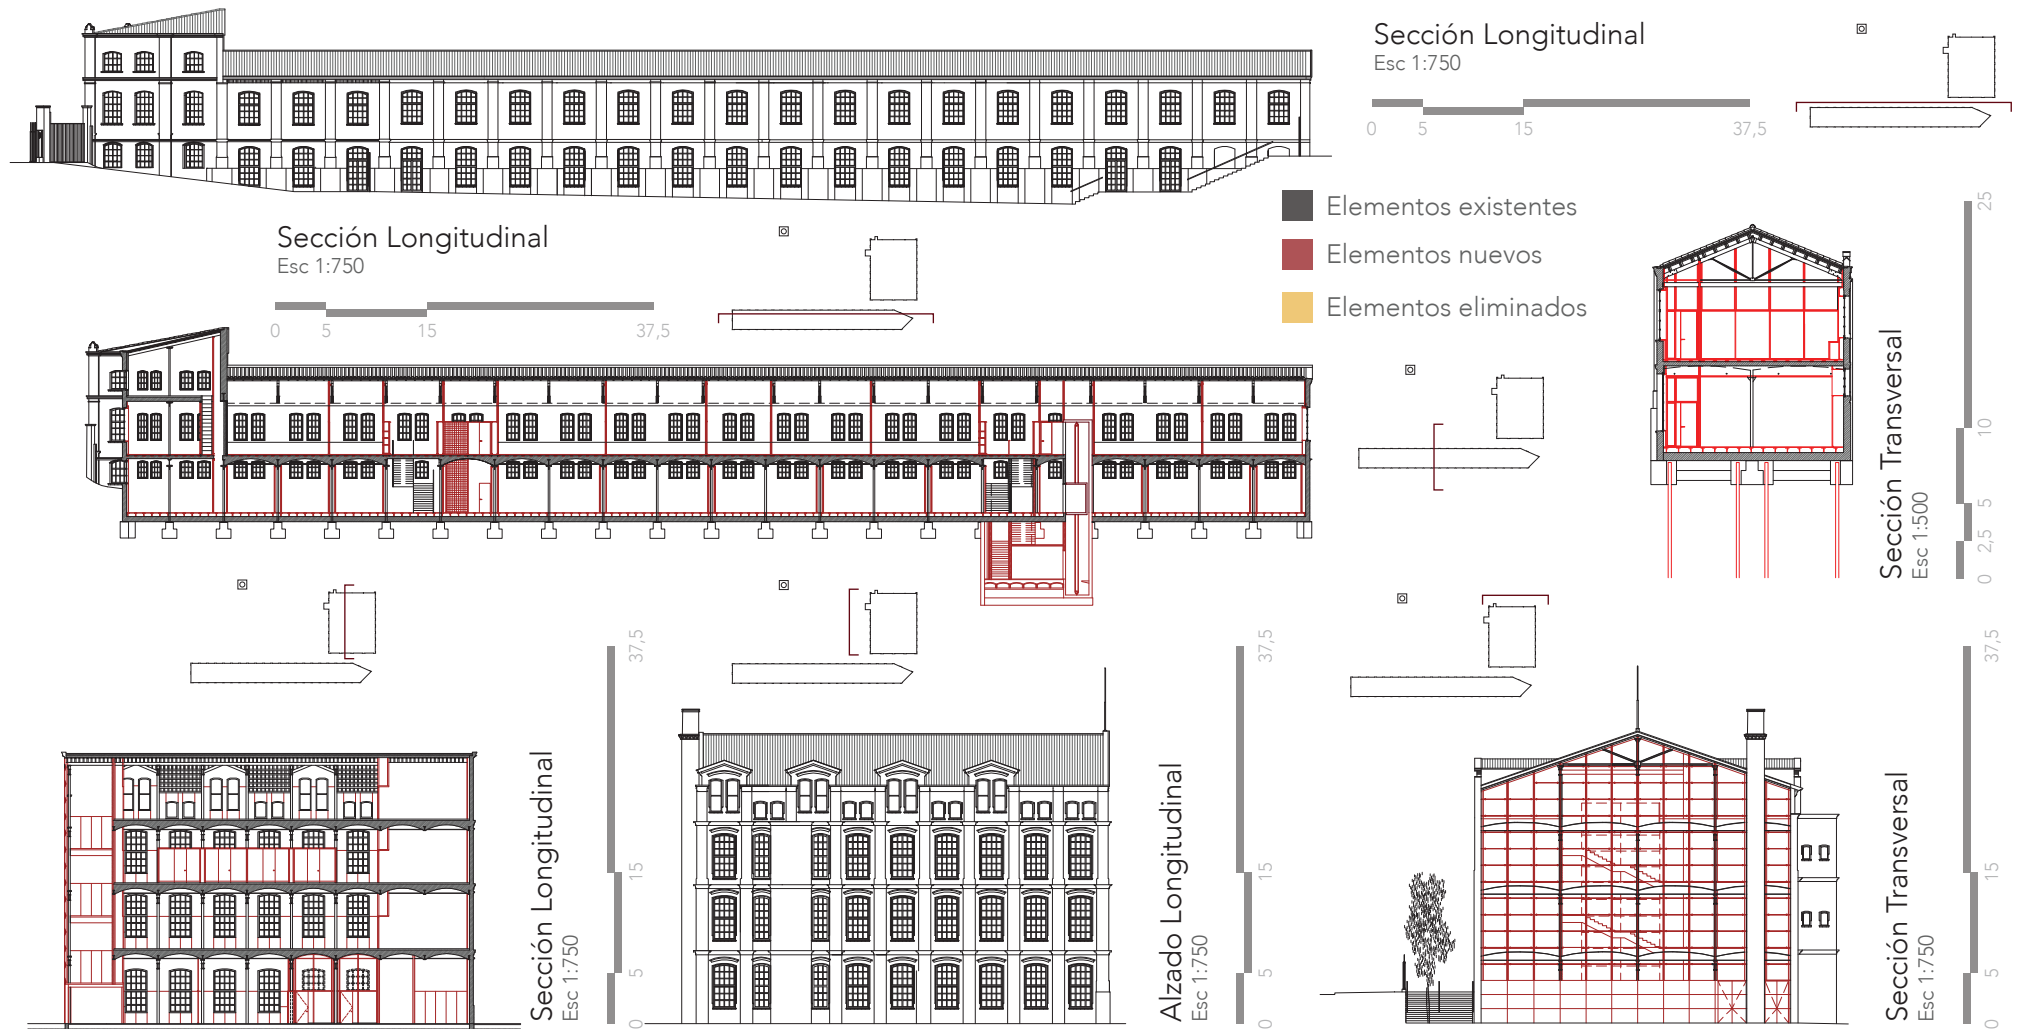 Sección Longitudinal
Esc 1:750
0 5 15 37,5
Elementos existentes
Elementos nuevos
Elementos eliminados
Sección Longitudinal
Esc 1:750
0 5 15 37,5
Sección Transversal
Esc 1:500
0 2,5 5 10 25
Sección Longitudinal
Esc 1:750
0 5 15 37,5
Alzado Longitudinal
Esc 1:750
0 5 15 37,5
Sección Transversal
Esc 1:750
0 5 15 37,5